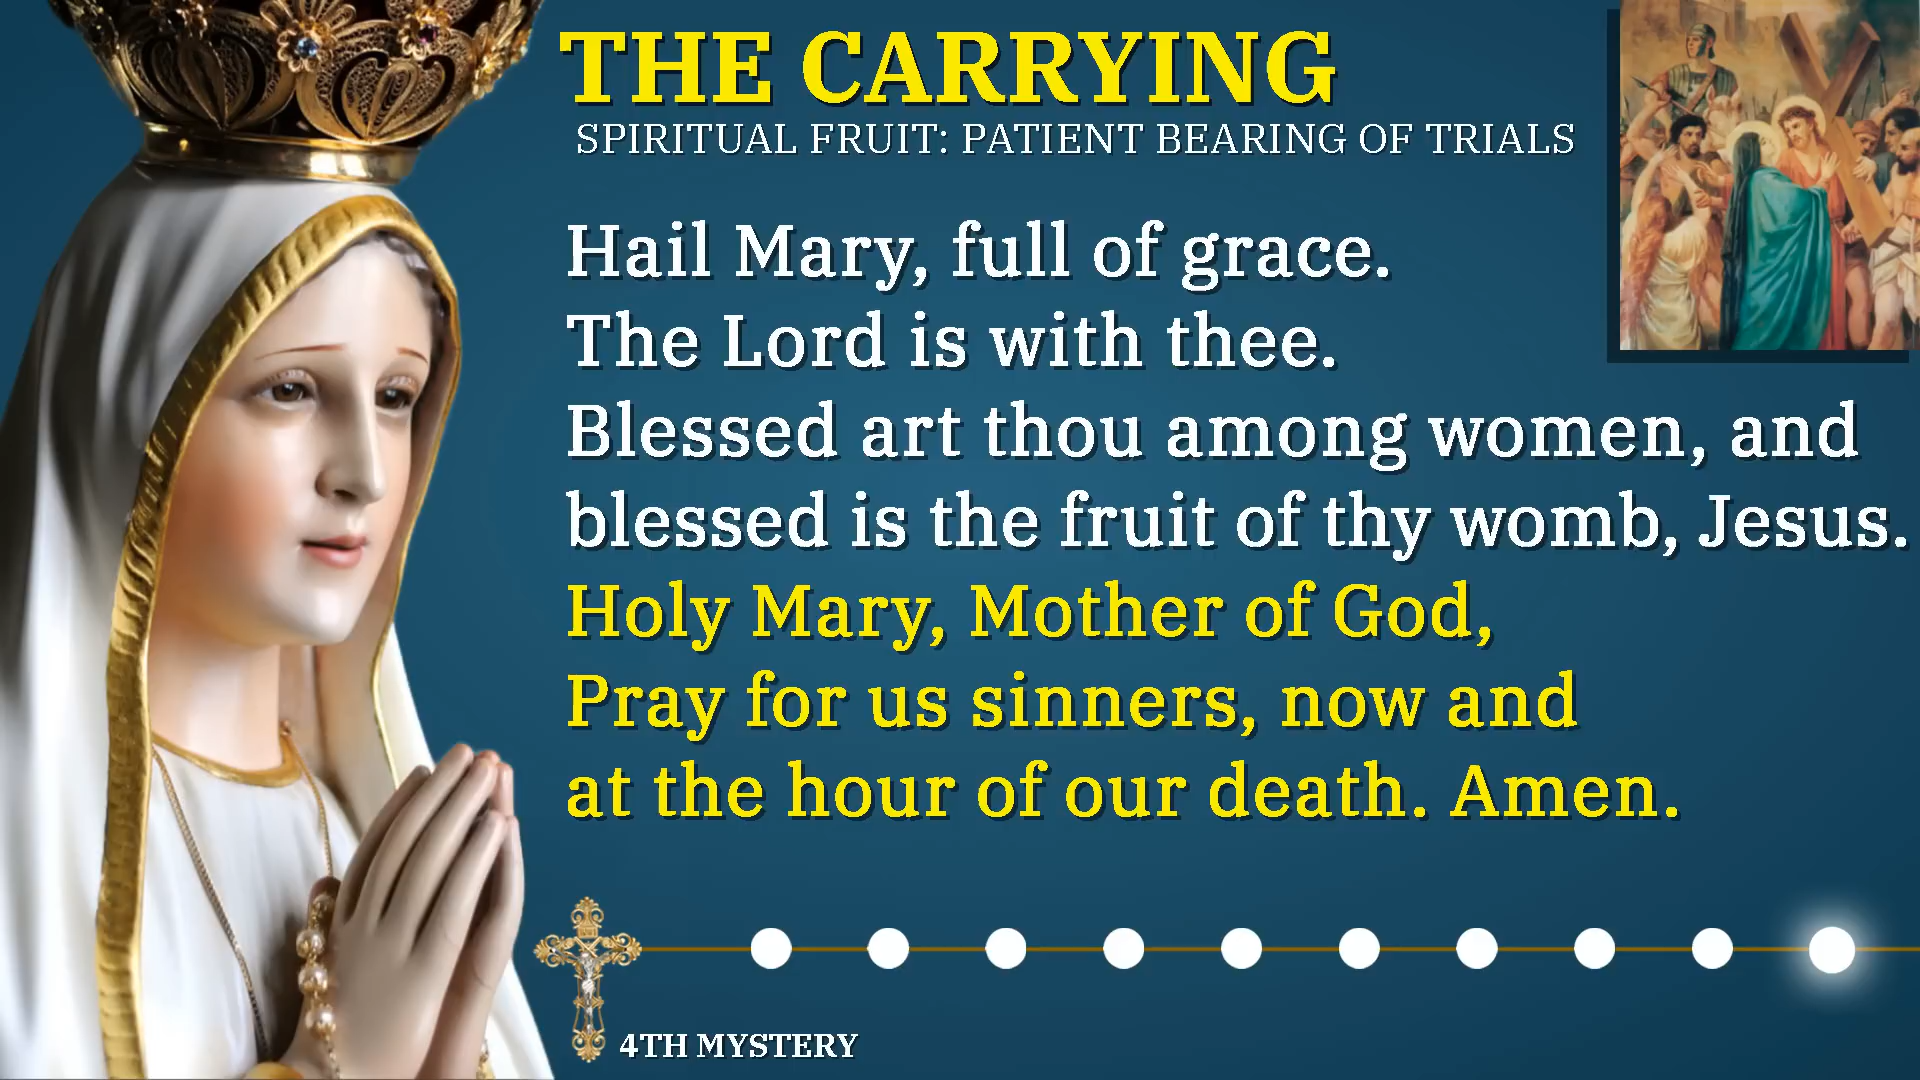 THE CARRYING
SPIRITUAL FRUIT: PATIENT BEARING OF TRIALS
Hail Mary, full of grace.
The Lord is with thee.
Blessed art thou among women, and
blessed is the fruit of thy womb, Jesus.
Holy Mary, Mother of God,
Pray for us sinners, now and
at the hour of our death. Amen.
4TH MYSTERY